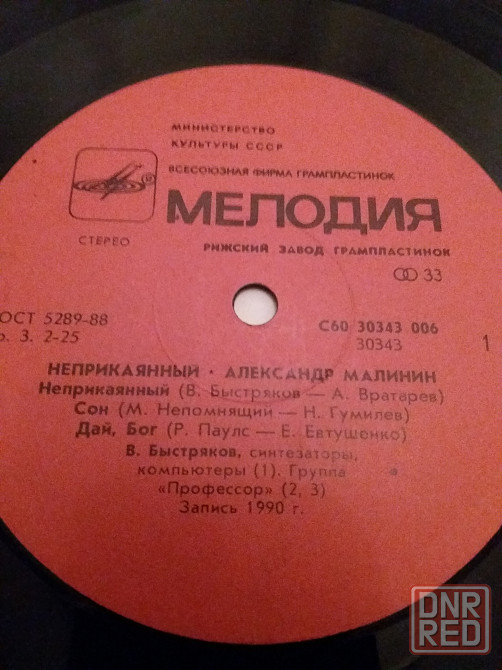 МИНИСТЕРСТВО
КУЛЬТУРЫ СССР
ВСЕСОЮЗНАЯ ФИРМА ГРАМПЛАСТИНОК
МЕЛОДИЯ
®
СТЕРЕО
РИЖСКИЙ ЗАВОД ГРАМПЛАСТИНОК
33
ОСТ 5289-88
р. 3. 2-25
С60 30343 006
30343
1
НЕПРИКАЯННЫЙ · АЛЕКСАНДР МАЛИНИН
Неприкаянный (В. Быстряков — А. Вратарев)
Сон (М. Непомнящий — Н. Гумилев)
Дай, Бог (Р. Паулс — Е. Евтушенко)
В. Быстряков, синтезаторы,
компьютеры (1). Группа
«Профессор» (2, 3)
Запись 1990 г.
DNR
RED